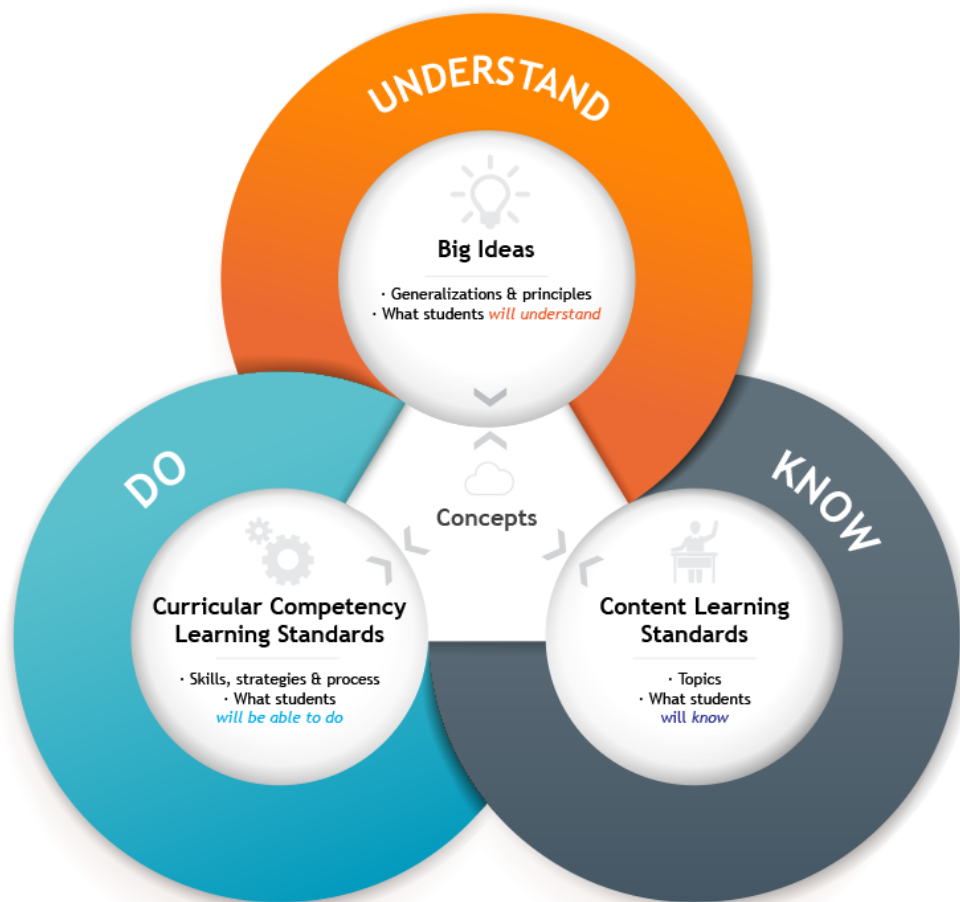 UNDERSTAND
Big Ideas
· Generalizations & principles
· What students will understand
DO
KNOW
Concepts
Curricular Competency
Learning Standards
· Skills, strategies & process
· What students
will be able to do
Content Learning
Standards
· Topics
· What students
will know